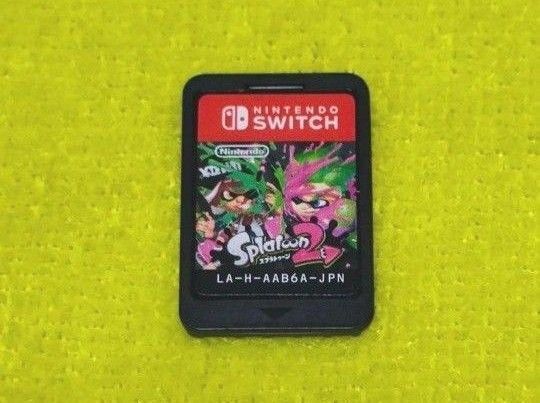 NINTENDO
SWITCH
Nintendo
Splatoon 2
スプラトゥーン
LA-H-AAB6A-JPN